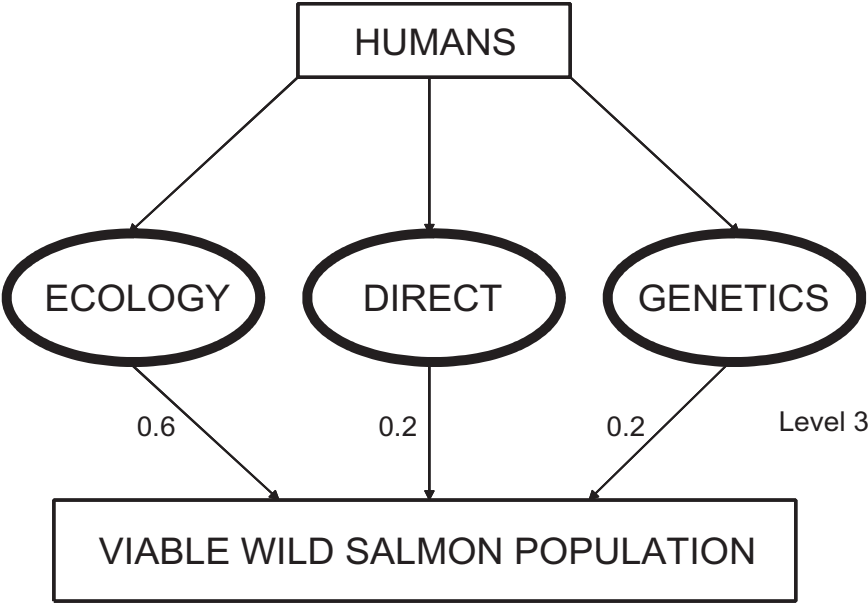 HUMANS
ECOLOGY
DIRECT
GENETICS
0.6
0.2
0.2
Level 3
VIABLE WILD SALMON POPULATION